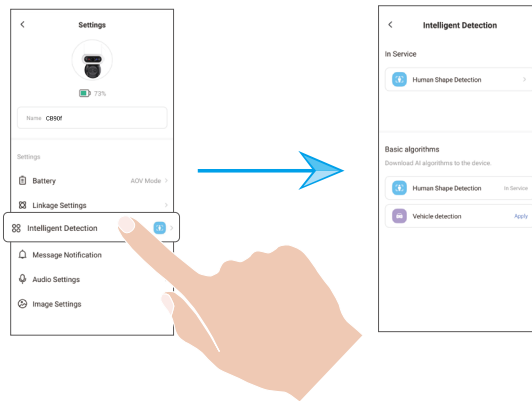 Settings
73%
Name CB90f
Settings
Battery AOV Mode
Linkage Settings
Intelligent Detection
Message Notification
Audio Settings
Image Settings
Intelligent Detection
In Service
Human Shape Detection
Basic algorithms
Download AI algorithms to the device.
Human Shape Detection In Service
Vehicle detection Apply